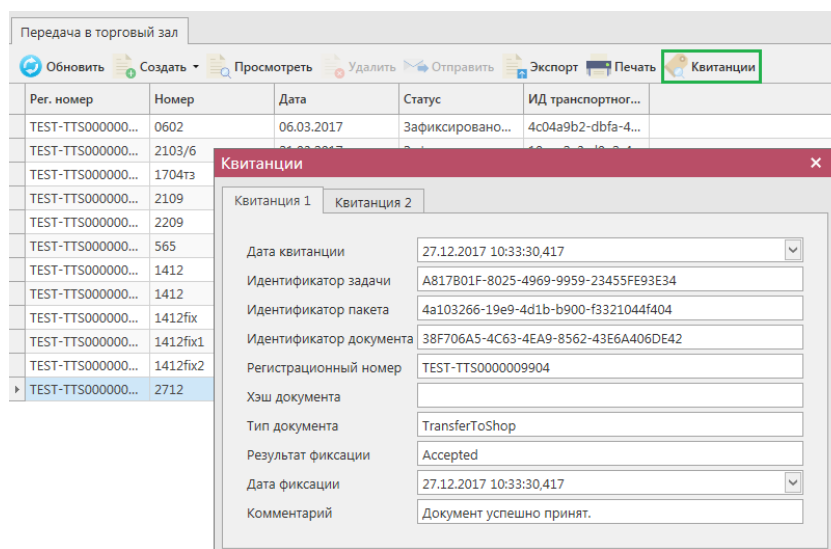 Передача в торговый зал
Обновить Создать Просмотреть Удалить Отправить Экспорт Печать Квитанции
Рег. номер Номер Дата Статус ИД транспортног...
TEST-TTS000000... 0602 06.03.2017 Зафиксировано... 4c04a9b2-dbfa-4...
TEST-TTS000000... 2103/6
Квитанции
TEST-TTS000000... 1704тз
Квитанция 1 Квитанция 2
TEST-TTS000000... 2109
TEST-TTS000000... 2209
TEST-TTS000000... 565
Дата квитанции 27.12.2017 10:33:30,417
TEST-TTS000000... 1412
Идентификатор задачи A817B01F-8025-4969-9959-23455FE93E34
TEST-TTS000000... 1412
Идентификатор пакета 4a103266-19e9-4d1b-b900-f3321044f404
TEST-TTS000000... 1412fix
TEST-TTS000000... 1412fix1
Идентификатор документа 38F706A5-4C63-4EA9-8562-43E6A406DE42
TEST-TTS000000... 1412fix2
Регистрационный номер TEST-TTS0000009904
TEST-TTS000000... 2712
Хэш документа
Тип документа TransferToShop
Результат фиксации Accepted
Дата фиксации 27.12.2017 10:33:30,417
Комментарий Документ успешно принят.